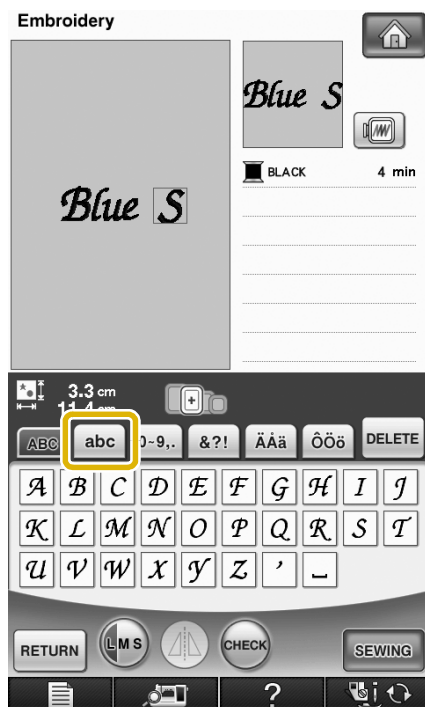 Embroidery
Blue S
Blue S
BLACK 4 min
3.3 cm
11.4 cm
ABC abc 0~9,. &?! ÄÅä ÔÖö DELETE
A B C D E F G H I J
K L M N O P Q R S T
U V W X Y Z ’ _
RETURN L M S CHECK SEWING
?